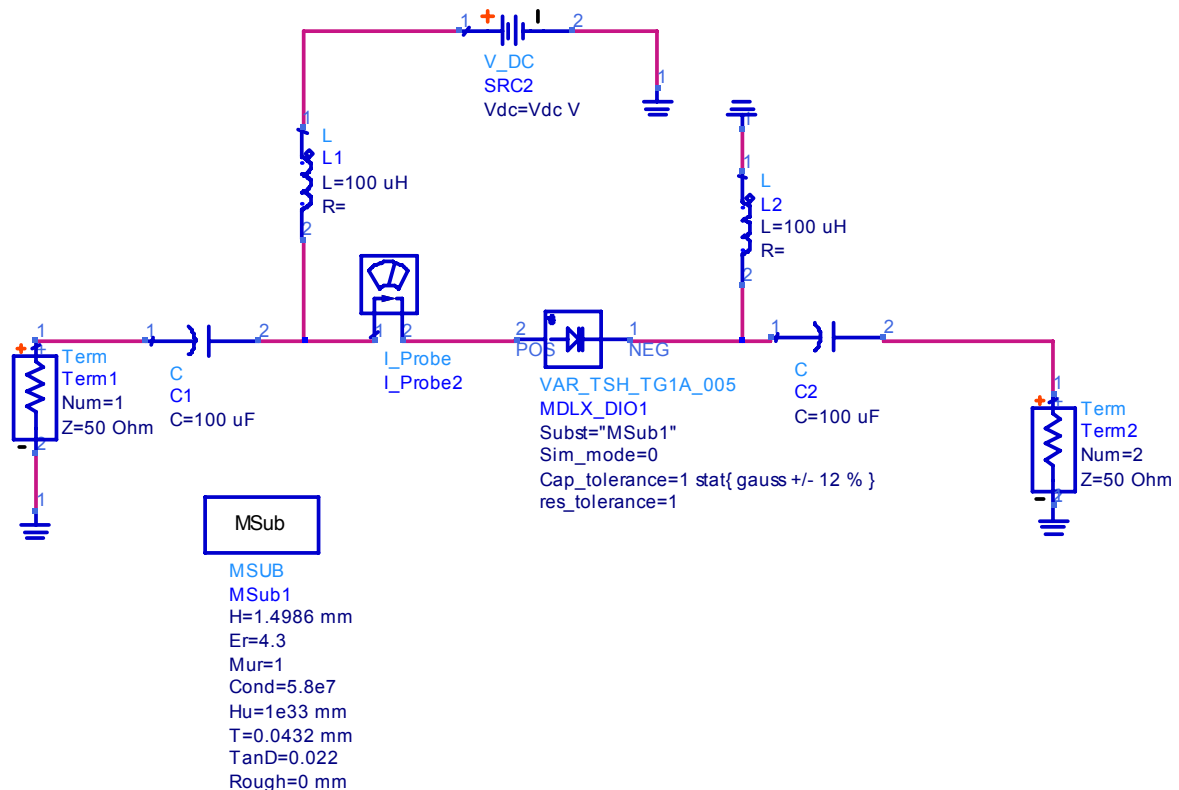 1 + - 2
V_DC
SRC2
Vdc=Vdc V
1
1
L
L1
L=100 uH
R=
2
1
1
L
L2
L=100 uH
R=
2
1
+
Term
Term1
Num=1
Z=50 Ohm
-
2
1
1 2
C
C1
C=100 uF
1 2
I_Probe
I_Probe2
2 1
POS NEG
VAR_TSH_TG1A_005
MDLX_DIO1
Subst="MSub1"
Sim_mode=0
Cap_tolerance=1 stat{ gauss +/- 12 % }
res_tolerance=1
1 2
C
C2
C=100 uF
1
+
Term
Term2
Num=2
Z=50 Ohm
-
MSub
MSUB
MSub1
H=1.4986 mm
Er=4.3
Mur=1
Cond=5.8e7
Hu=1e33 mm
T=0.0432 mm
TanD=0.022
Rough=0 mm